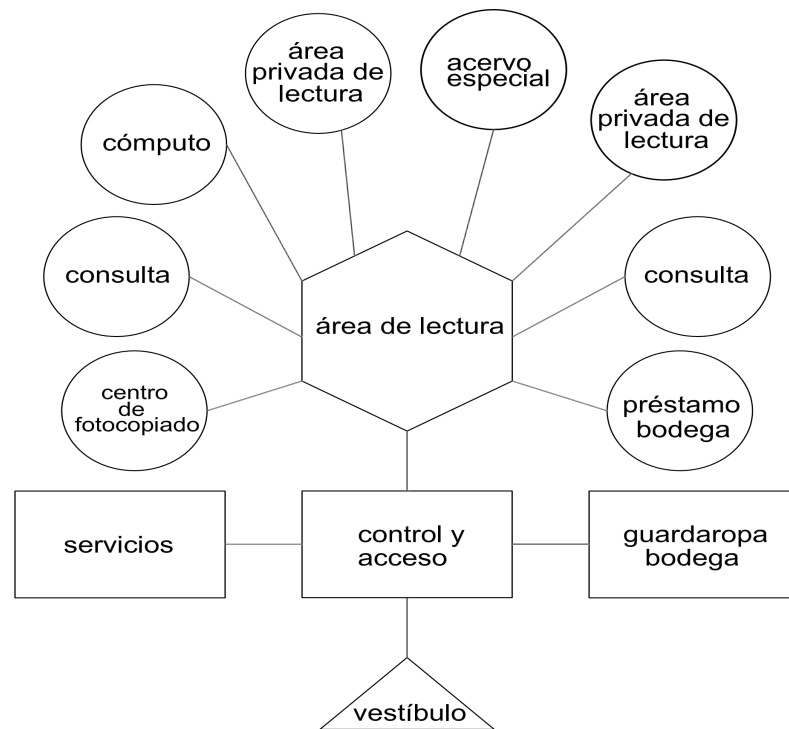 área
privada de
lectura
acervo
especial
área
privada de
lectura
cómputo
consulta
consulta
área de lectura
centro
de
fotocopiado
préstamo
bodega
servicios
control y
acceso
guardaropa
bodega
vestíbulo